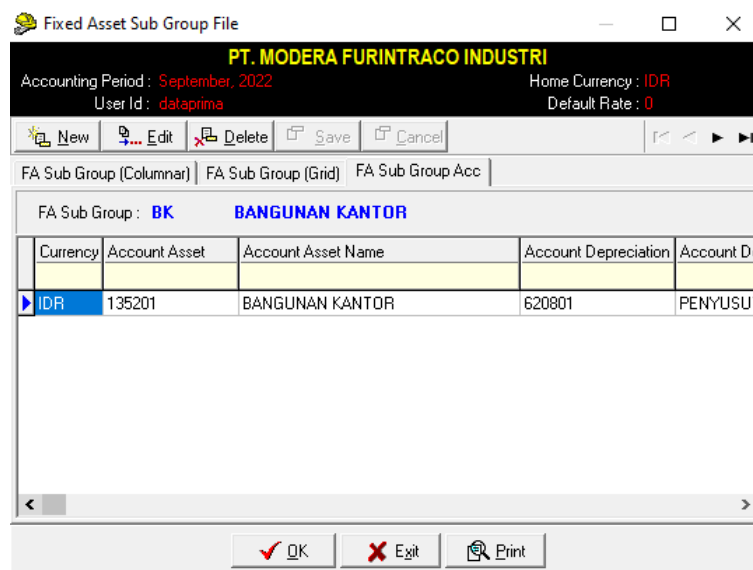 Fixed Asset Sub Group File
PT. MODERA FURINTRACO INDUSTRI
Accounting Period : September, 2022 Home Currency : IDR
User Id : dataprima Default Rate : 0
New Edit Delete Save Cancel
FA Sub Group (Columnar) FA Sub Group (Grid) FA Sub Group Acc
FA Sub Group : BK BANGUNAN KANTOR
Currency Account Asset Account Asset Name Account Depreciation Account D
IDR 135201 BANGUNAN KANTOR 620801 PENYUSU
OK Exit Print